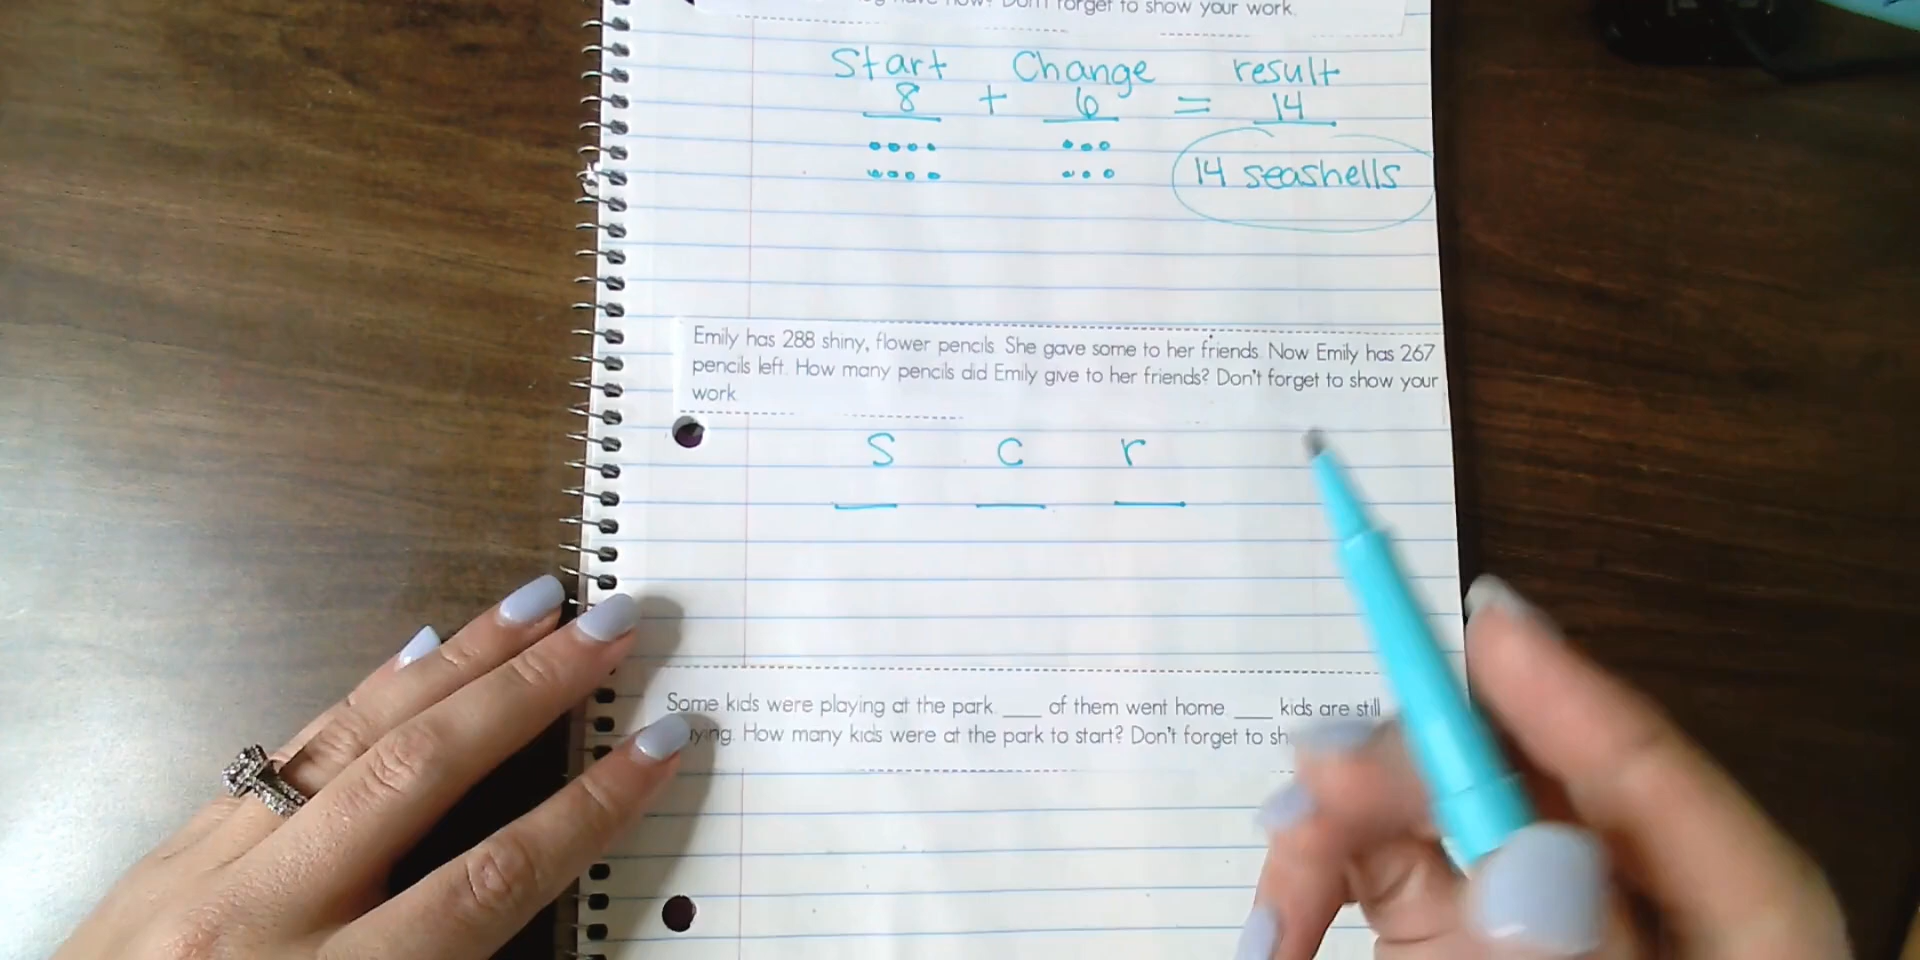 forget to show your work.
Start Change result
8 + 6 = 14
14 seashells
Emily has 288 shiny, flower pencils. She gave some to her friends. Now Emily has 267
pencils left. How many pencils did Emily give to her friends? Don't forget to show your
work.
S C r
Some kids were playing at the park. ___ of them went home. ___ kids are still
How many kids were at the park to start? Don't forget to